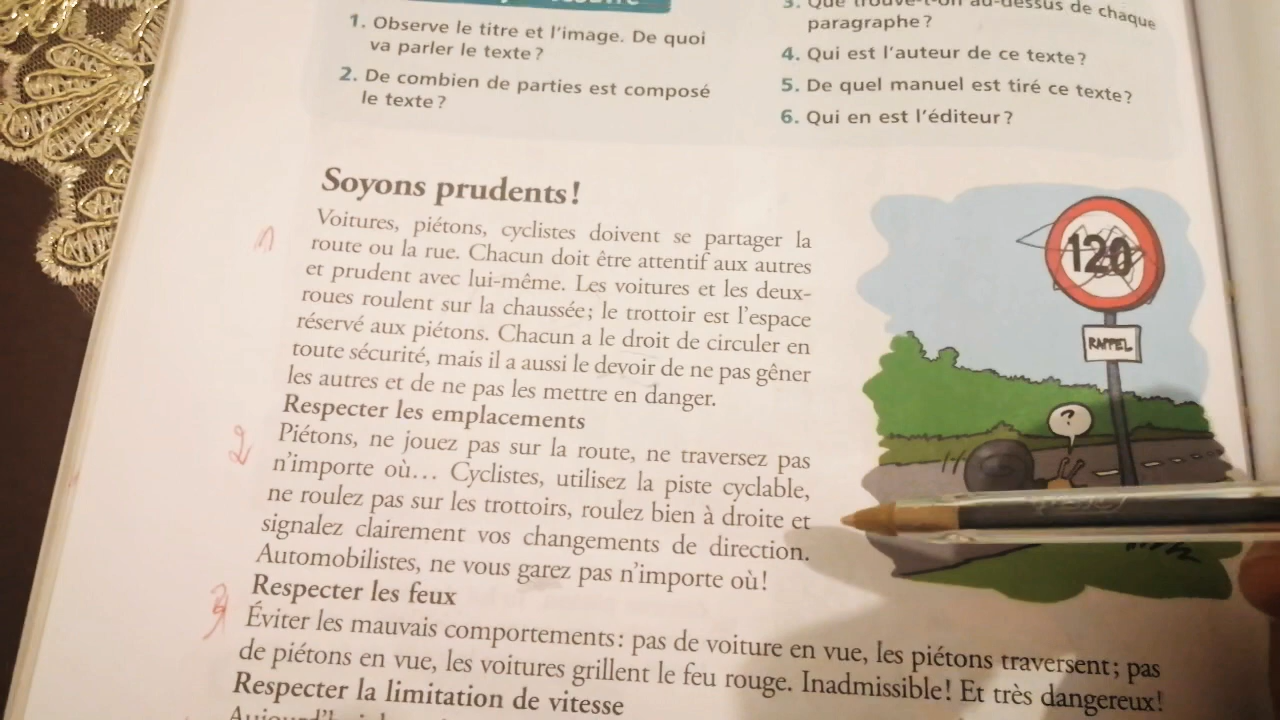 1. Observe le titre et l'image. De quoi
va parler le texte ?
2. De combien de parties est composé
le texte ?
3. Que trouve-t-on au-dessus de chaque
paragraphe ?
4. Qui est l'auteur de ce texte ?
5. De quel manuel est tiré ce texte ?
6. Qui en est l'éditeur ?
Soyons prudents !
1
Voitures, piétons, cyclistes doivent se partager la
route ou la rue. Chacun doit être attentif aux autres
et prudent avec lui-même. Les voitures et les deux-
roues roulent sur la chaussée ; le trottoir est l'espace
réservé aux piétons. Chacun a le droit de circuler en
toute sécurité, mais il a aussi le devoir de ne pas gêner
les autres et de ne pas les mettre en danger.
Respecter les emplacements
2
Piétons, ne jouez pas sur la route, ne traversez pas
n'importe où… Cyclistes, utilisez la piste cyclable,
ne roulez pas sur les trottoirs, roulez bien à droite et
signalez clairement vos changements de direction.
Automobilistes, ne vous garez pas n'importe où !
Respecter les feux
3
Éviter les mauvais comportements : pas de voiture en vue, les piétons traversent ; pas
de piétons en vue, les voitures grillent le feu rouge. Inadmissible ! Et très dangereux !
Respecter la limitation de vitesse
120
RAPPEL
?